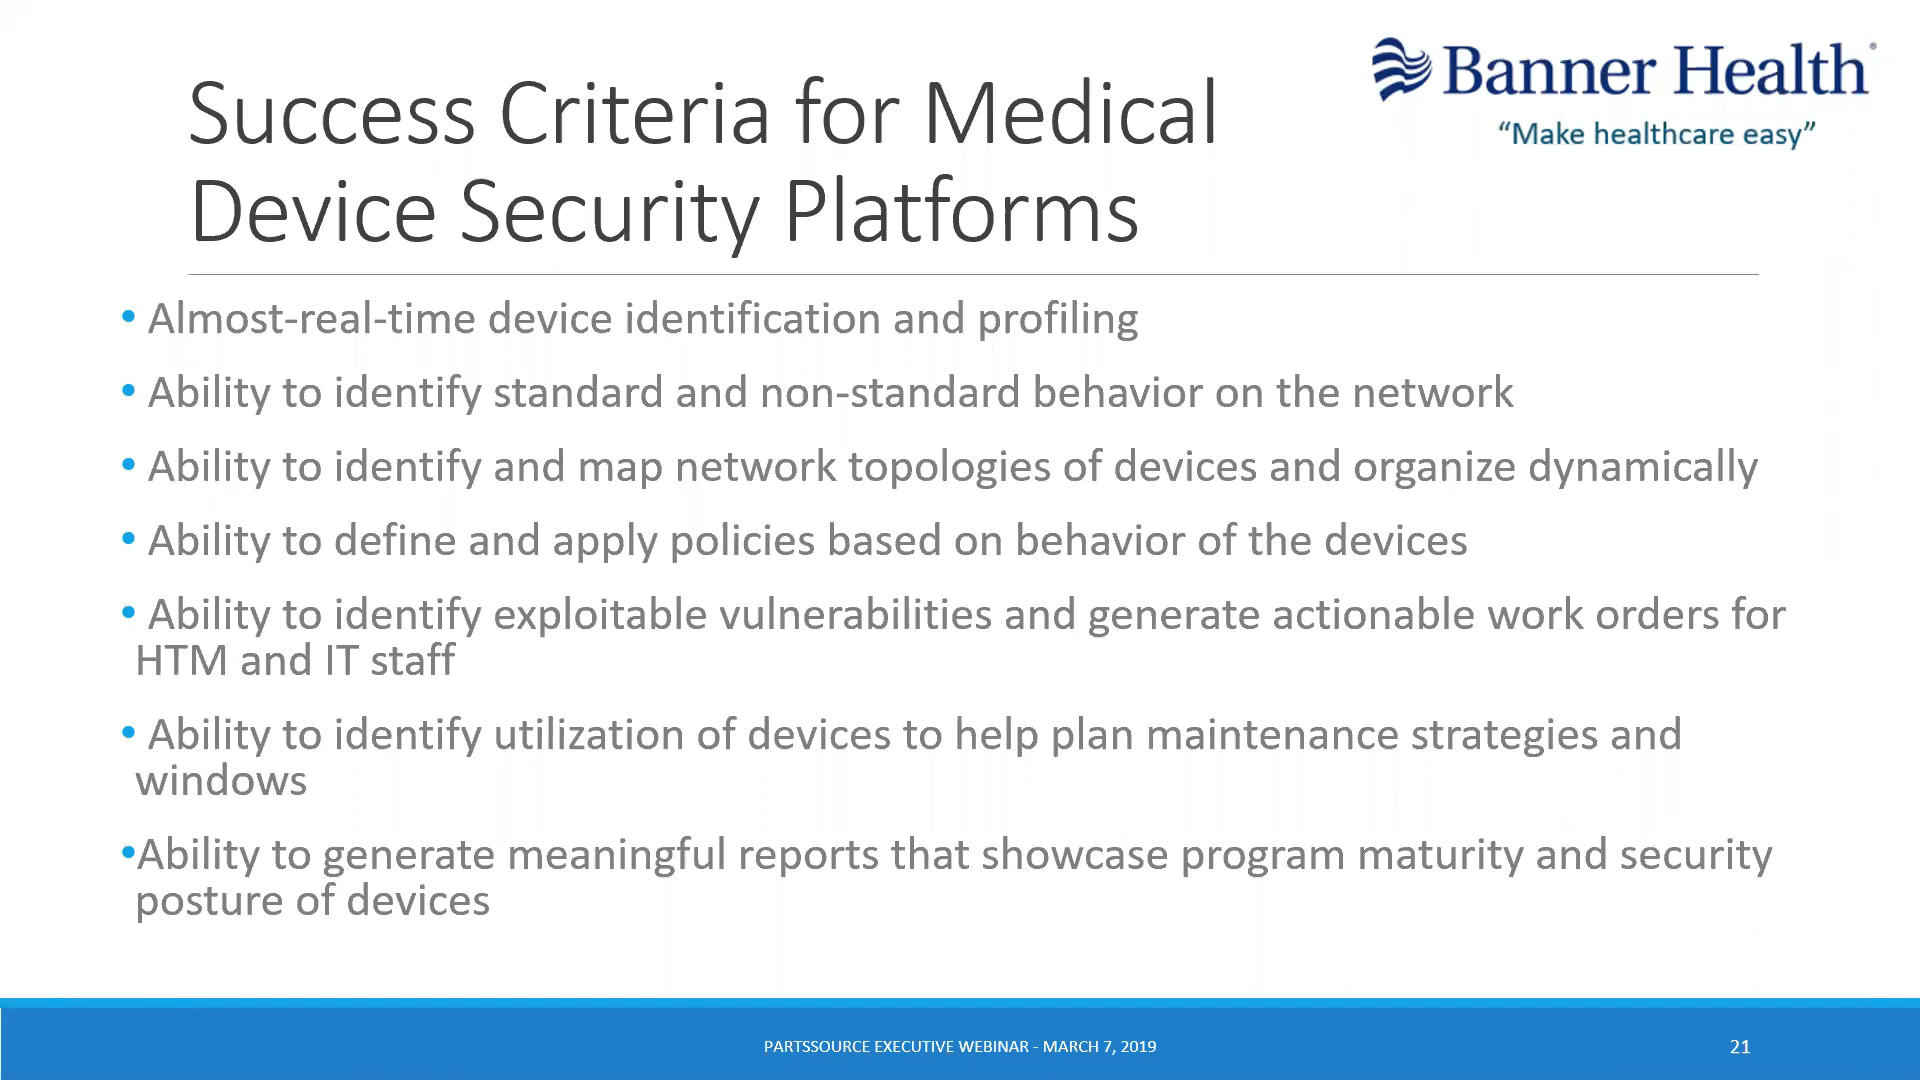 Banner Health®
“Make healthcare easy”
Success Criteria for Medical
Device Security Platforms
• Almost-real-time device identification and profiling
• Ability to identify standard and non-standard behavior on the network
• Ability to identify and map network topologies of devices and organize dynamically
• Ability to define and apply policies based on behavior of the devices
• Ability to identify exploitable vulnerabilities and generate actionable work orders for
HTM and IT staff
• Ability to identify utilization of devices to help plan maintenance strategies and
windows
•Ability to generate meaningful reports that showcase program maturity and security
posture of devices
PARTSSOURCE EXECUTIVE WEBINAR - MARCH 7, 2019
21